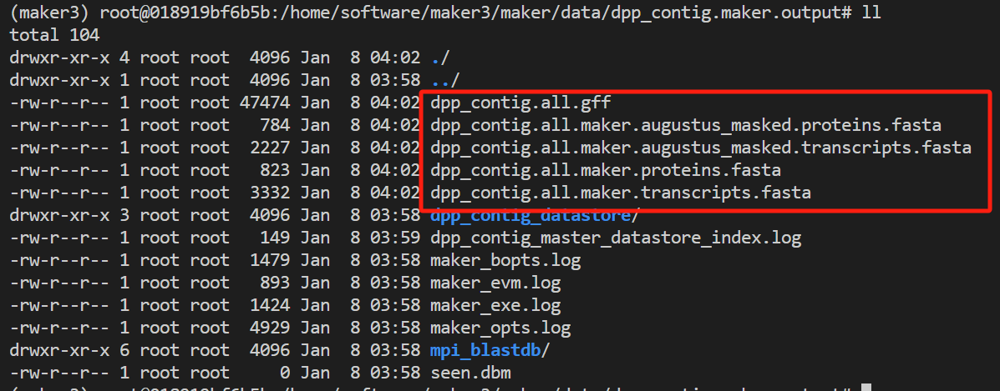 (maker3) root@018919bf6b5b:/home/software/maker3/maker/data/dpp_contig.maker.output# ll
total 104
drwxr-xr-x 4 root root  4096 Jan  8 04:02 ./
drwxr-xr-x 1 root root  4096 Jan  8 03:58 ../
-rw-r--r-- 1 root root 47474 Jan  8 04:02 dpp_contig.all.gff
-rw-r--r-- 1 root root   784 Jan  8 04:02 dpp_contig.all.maker.augustus_masked.proteins.fasta
-rw-r--r-- 1 root root  2227 Jan  8 04:02 dpp_contig.all.maker.augustus_masked.transcripts.fasta
-rw-r--r-- 1 root root   823 Jan  8 04:02 dpp_contig.all.maker.proteins.fasta
-rw-r--r-- 1 root root  3332 Jan  8 04:02 dpp_contig.all.maker.transcripts.fasta
drwxr-xr-x 3 root root  4096 Jan  8 03:58 dpp_contig_datastore/
-rw-r--r-- 1 root root   149 Jan  8 03:59 dpp_contig_master_datastore_index.log
-rw-r--r-- 1 root root  1479 Jan  8 03:58 maker_bopts.log
-rw-r--r-- 1 root root   893 Jan  8 03:58 maker_evm.log
-rw-r--r-- 1 root root  1424 Jan  8 03:58 maker_exe.log
-rw-r--r-- 1 root root  4929 Jan  8 03:58 maker_opts.log
drwxr-xr-x 6 root root  4096 Jan  8 03:58 mpi_blastdb/
-rw-r--r-- 1 root root     0 Jan  8 03:58 seen.dbm